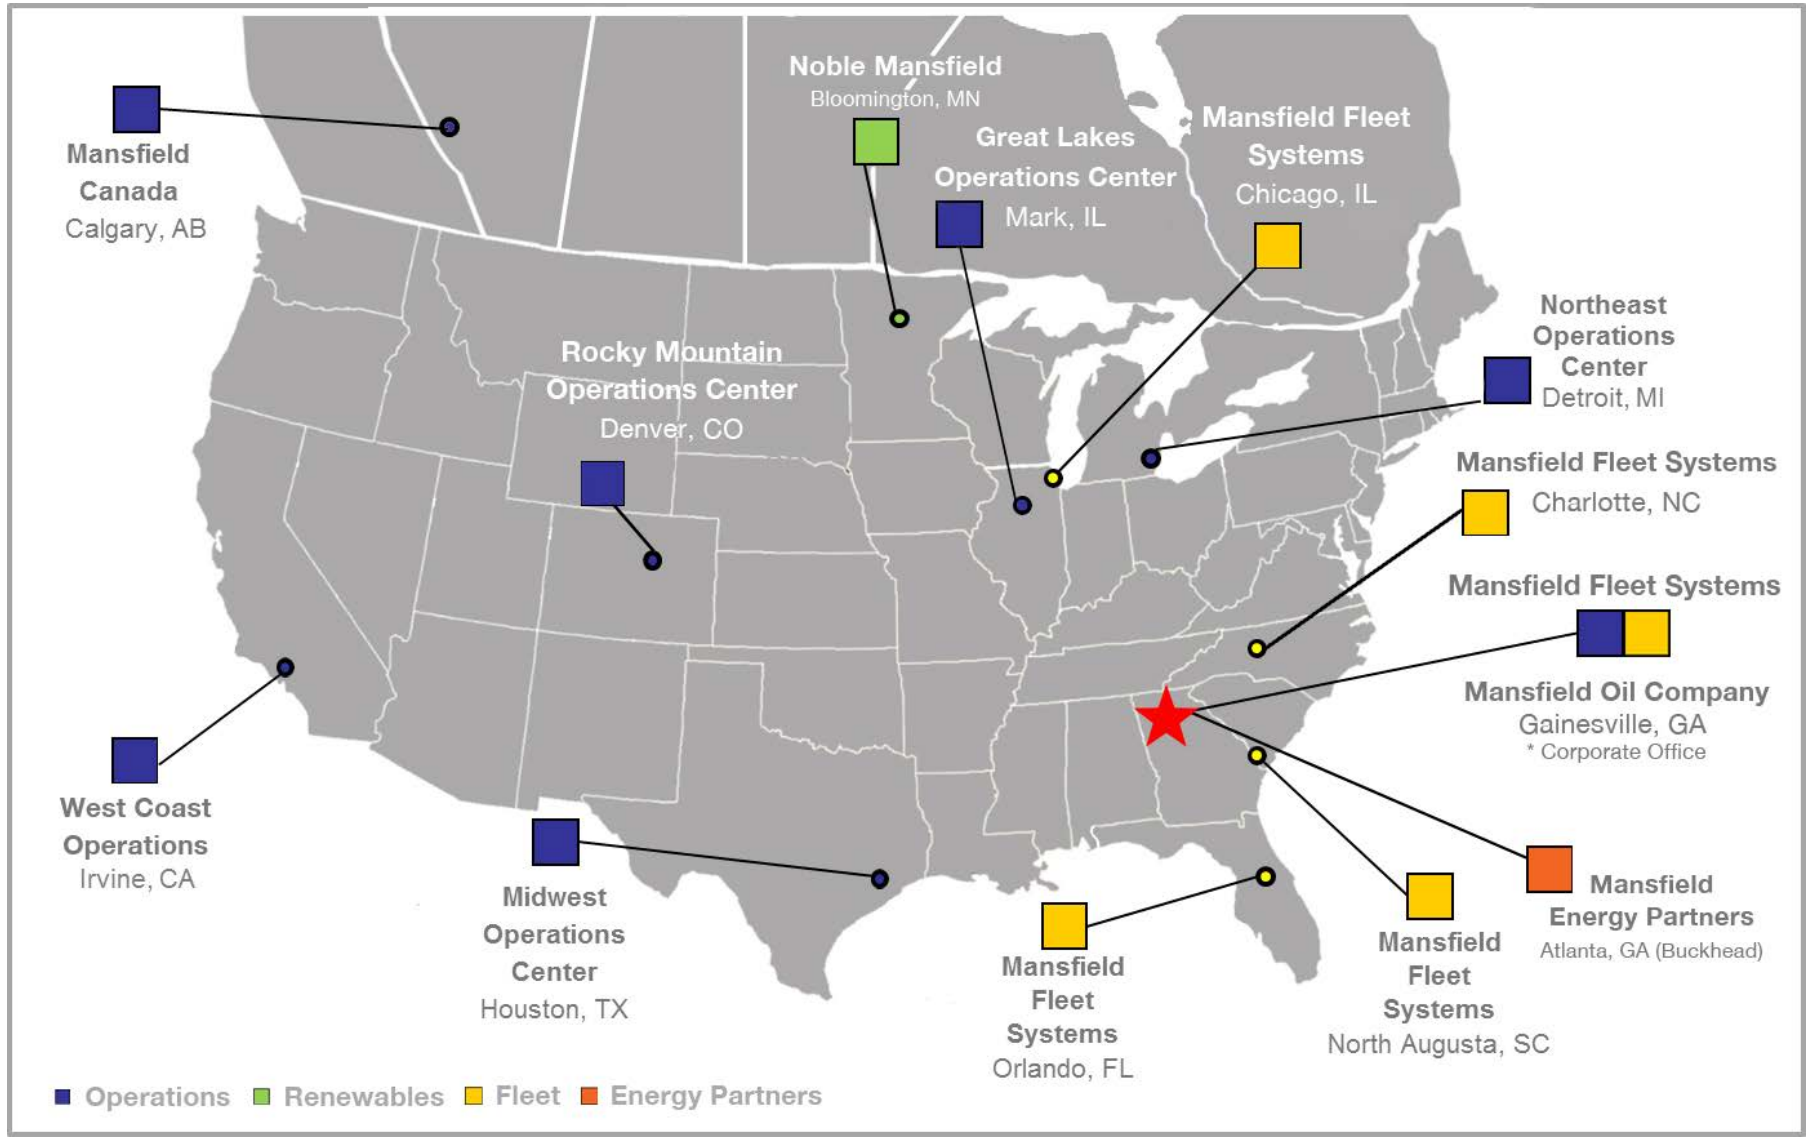 Noble Mansfield
Bloomington, MN
Mansfield
Canada
Calgary, AB
Great Lakes
Operations Center
Mark, IL
Mansfield Fleet
Systems
Chicago, IL
Northeast
Operations
Center
Detroit, MI
Rocky Mountain
Operations Center
Denver, CO
Mansfield Fleet Systems
Charlotte, NC
Mansfield Fleet Systems
Mansfield Oil Company
Gainesville, GA
* Corporate Office
West Coast
Operations
Irvine, CA
Midwest
Operations
Center
Houston, TX
Mansfield
Fleet
Systems
Orlando, FL
Mansfield
Fleet
Systems
North Augusta, SC
Mansfield
Energy Partners
Atlanta, GA (Buckhead)
Operations
Renewables
Fleet
Energy Partners